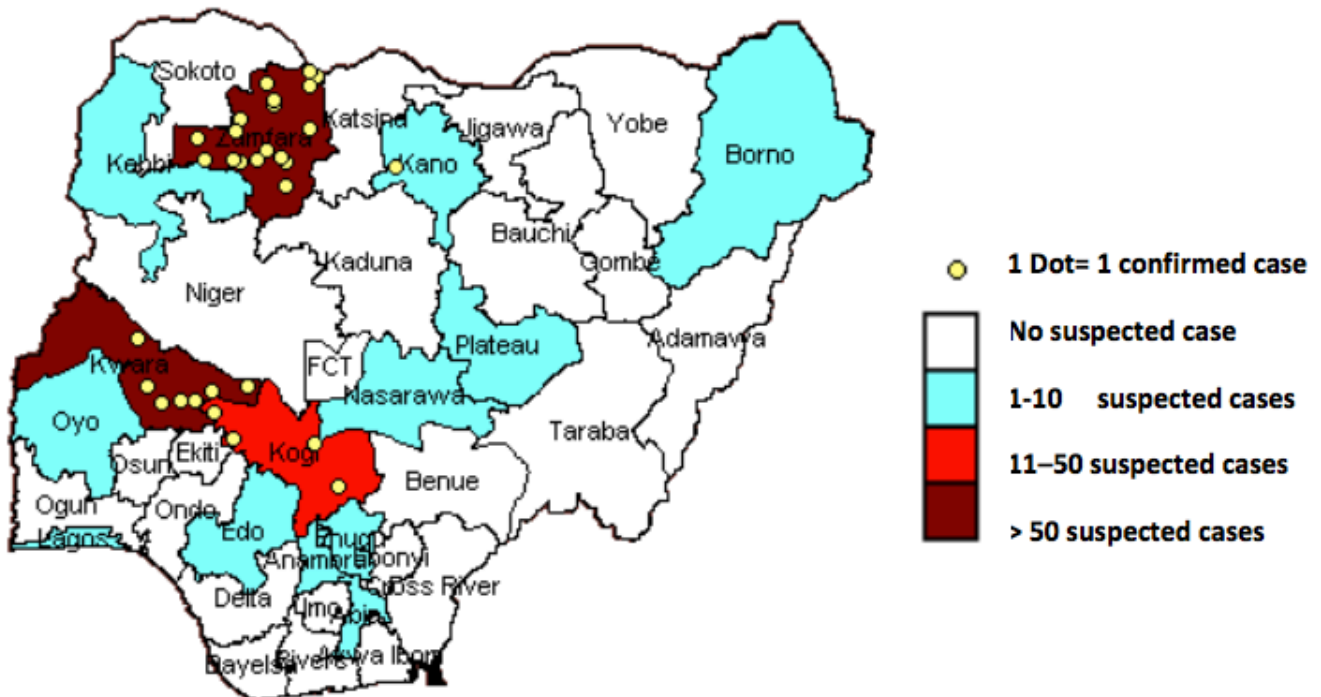 Sokoto
Katsina
Jigawa
Yobe
Zamfara
Borno
Kebbi
Kano
Bauchi
Gombe
Kaduna
Niger
Adamawa
Plateau
Kwara
FCT
Nasarawa
Oyo
Taraba
Kogi
Ekiti
Osun
Benue
Ogun
Ondo
Edo
Lagos
Enugu
Anambra
Ebonyi
Cross River
Delta
Imo
Abia
Bayelsa
Rivers
Akwa Ibom
1 Dot= 1 confirmed case
No suspected case
1-10 suspected cases
11–50 suspected cases
> 50 suspected cases